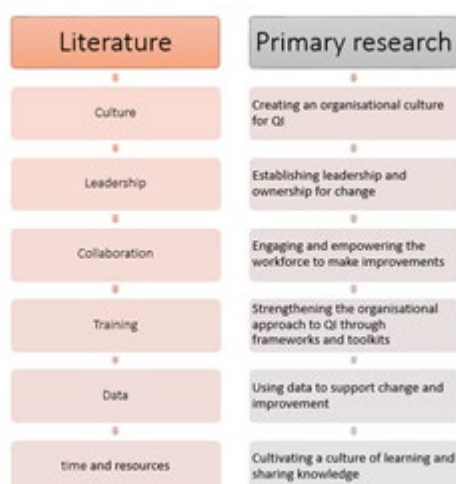 Literature
Culture
Leadership
Collaboration
Training
Data
time and resources
Primary research
Creating an organisational culture
for QI
Establishing leadership and
ownership for change
Engaging and empowering the
workforce to make improvements
Strengthening the organisational
approach to QI through
frameworks and toolkits
Using data to support change and
improvement
Cultivating a culture of learning and
sharing knowledge